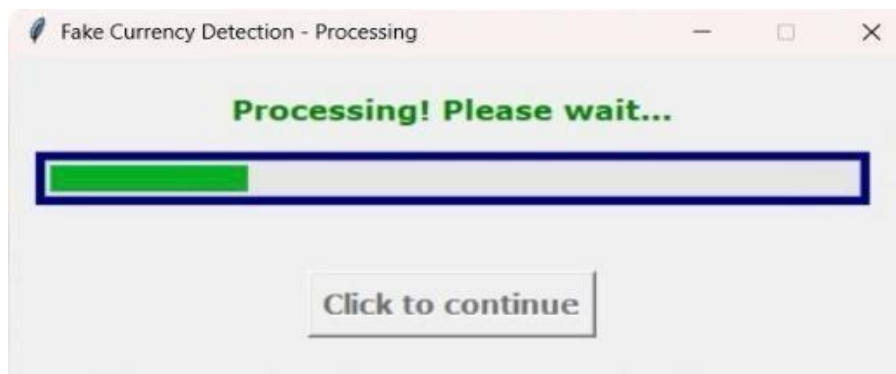 Fake Currency Detection - Processing
Processing! Please wait...
Click to continue